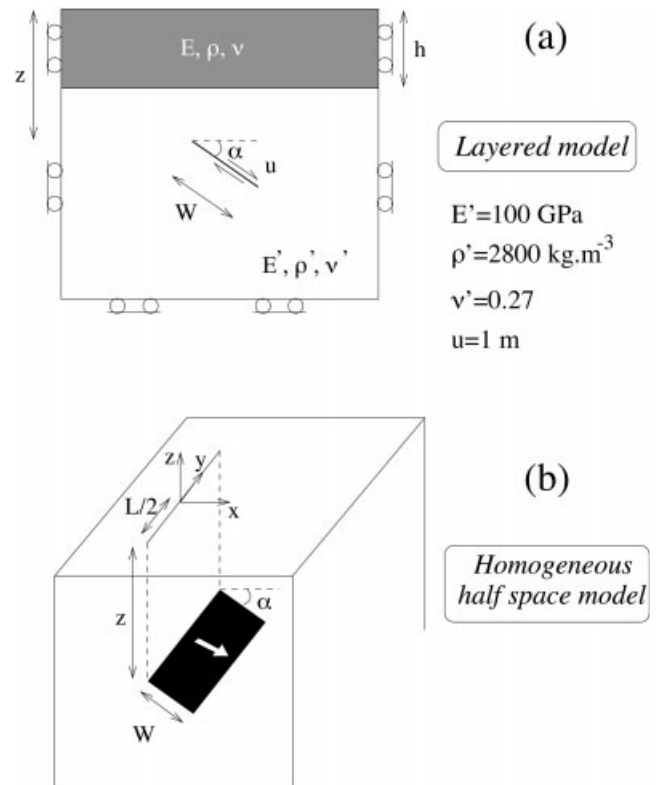 (a)
E, ρ, ν
h
z
α
u
W
E', ρ', ν'
Layered model
E'=100 GPa
ρ'=2800 kg.m-3
ν'=0.27
u=1 m
(b)
z
y
L/2
x
Homogeneous
half space model
z
α
W